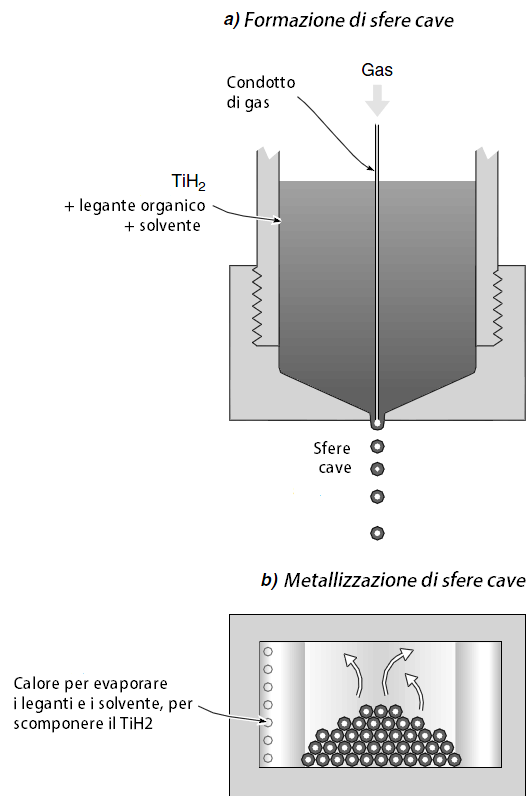 a) Formazione di sfere cave
Gas
Condotto
di gas
TiH2
+ legante organico
+ solvente
Sfere
cave
b) Metallizzazione di sfere cave
Calore per evaporare
i leganti e i solvente, per
scomponere il TiH2